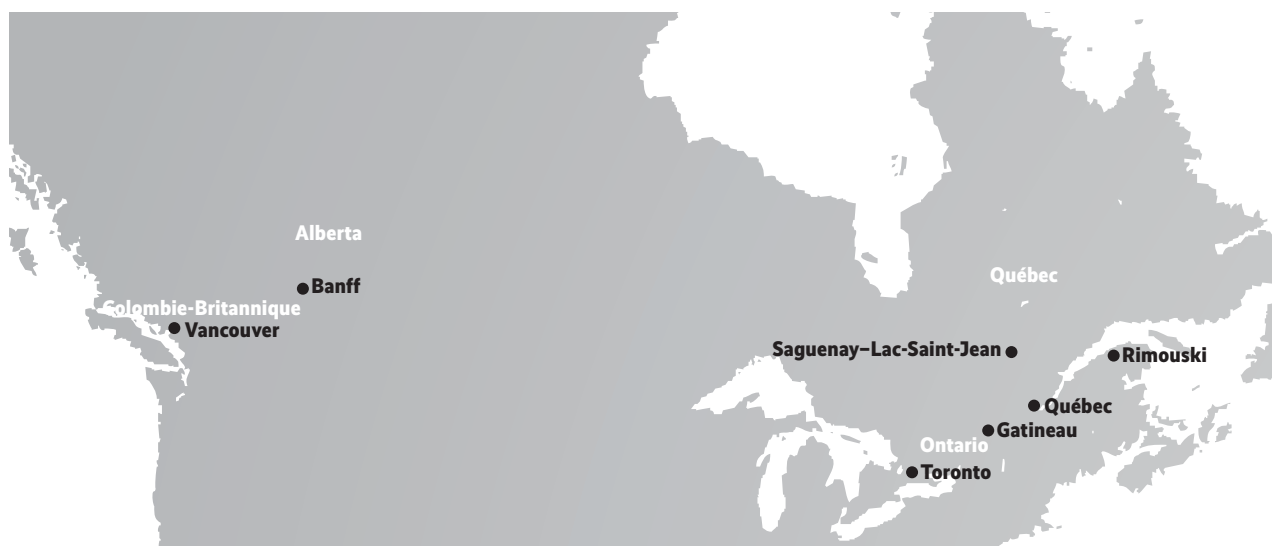 Alberta
Banff
Colombie-Britannique
Vancouver
Québec
Saguenay–Lac-Saint-Jean
Rimouski
Québec
Gatineau
Ontario
Toronto